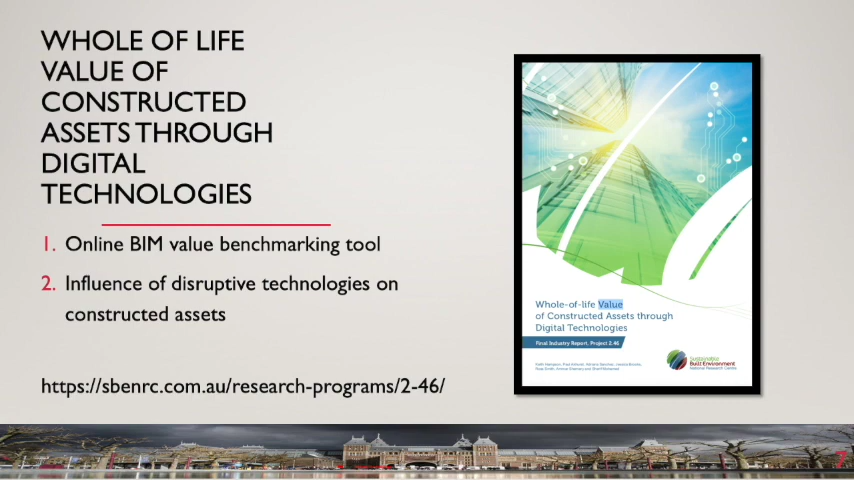 WHOLE OF LIFE
VALUE OF
CONSTRUCTED
ASSETS THROUGH
DIGITAL
TECHNOLOGIES
1. Online BIM value benchmarking tool
2. Influence of disruptive technologies on
constructed assets
https://sbenrc.com.au/research-programs/2-46/
Whole-of-life Value
of Constructed Assets through
Digital Technologies
Final Industry Report, Project 2.46
Sustainable
Built Environment
National Research Centre
7